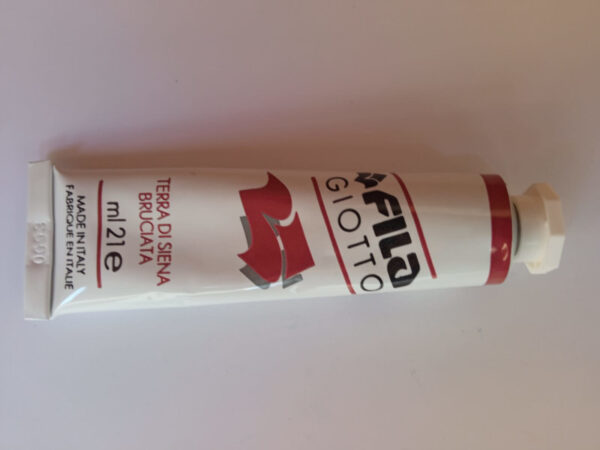 FILA
GIOTTO
TERRA DI SIENA
BRUCIATA
ml 21 e
MADE IN ITALY
FABRIQUE EN ITALIE